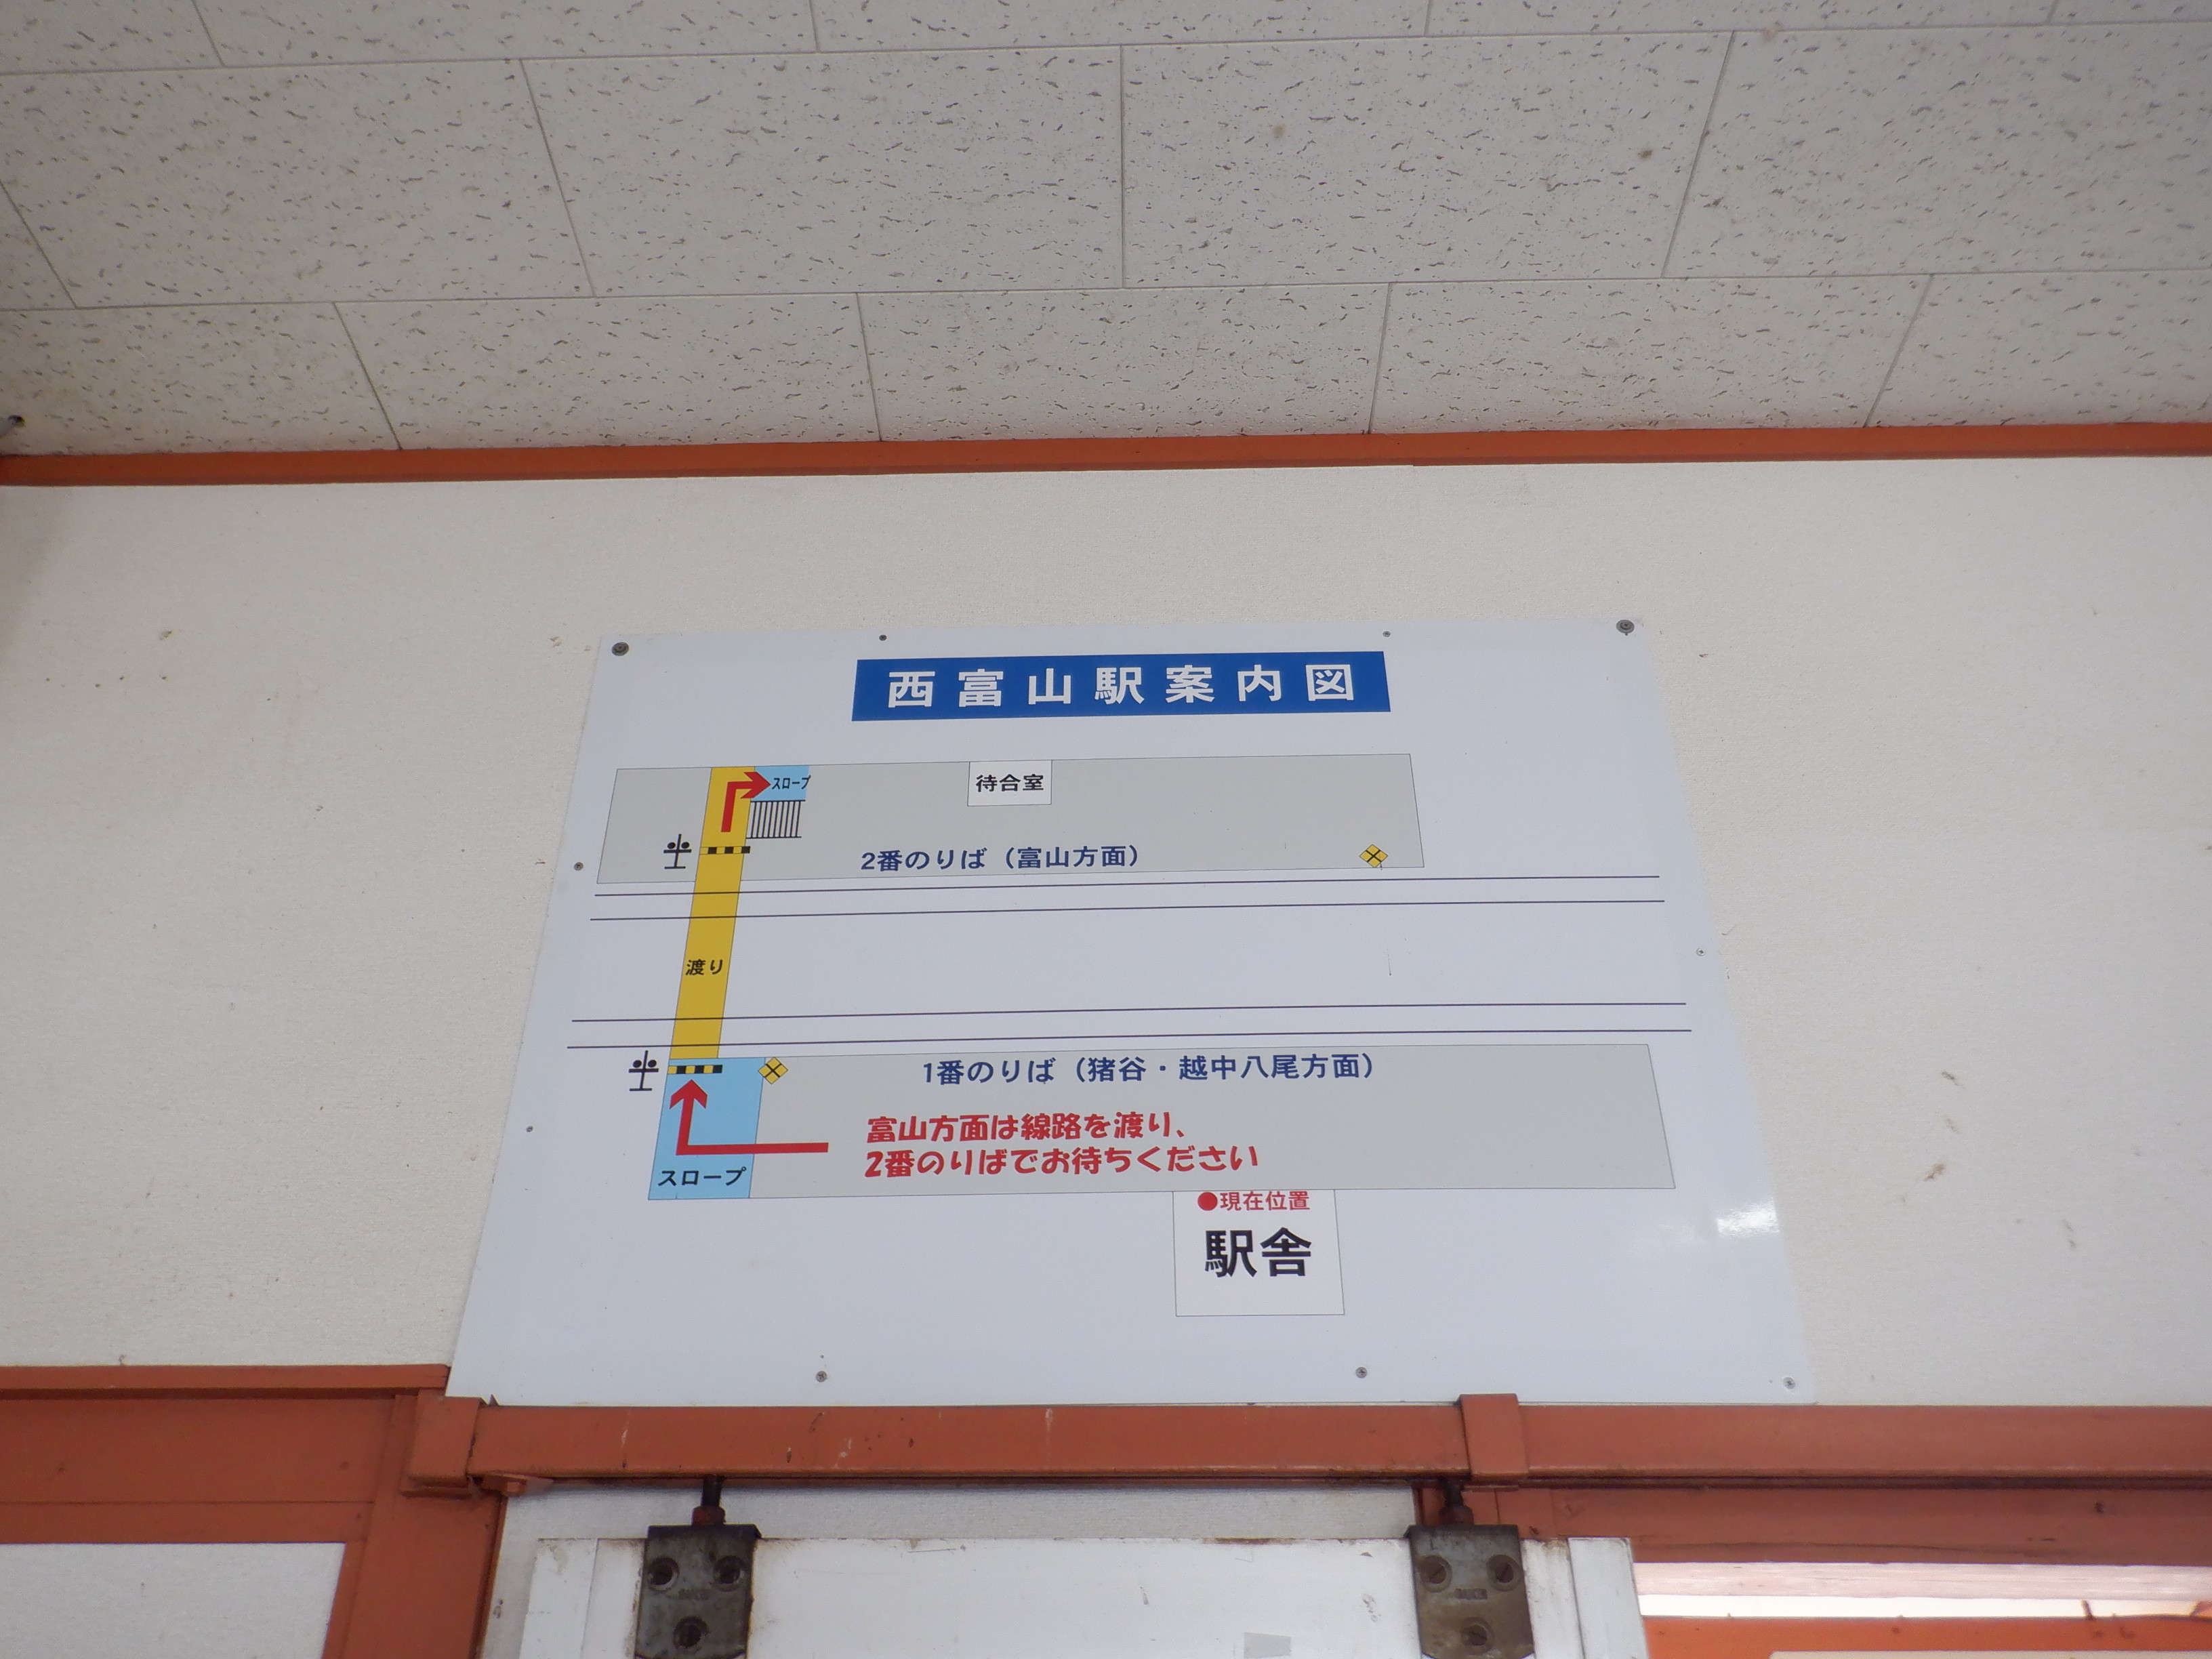 西富山駅案内図
スロープ
待合室
2番のりば（富山方面）
渡り
1番のりば（猪谷・越中八尾方面）
富山方面は線路を渡り、
2番のりばでお待ちください
スロープ
●現在位置
駅舎